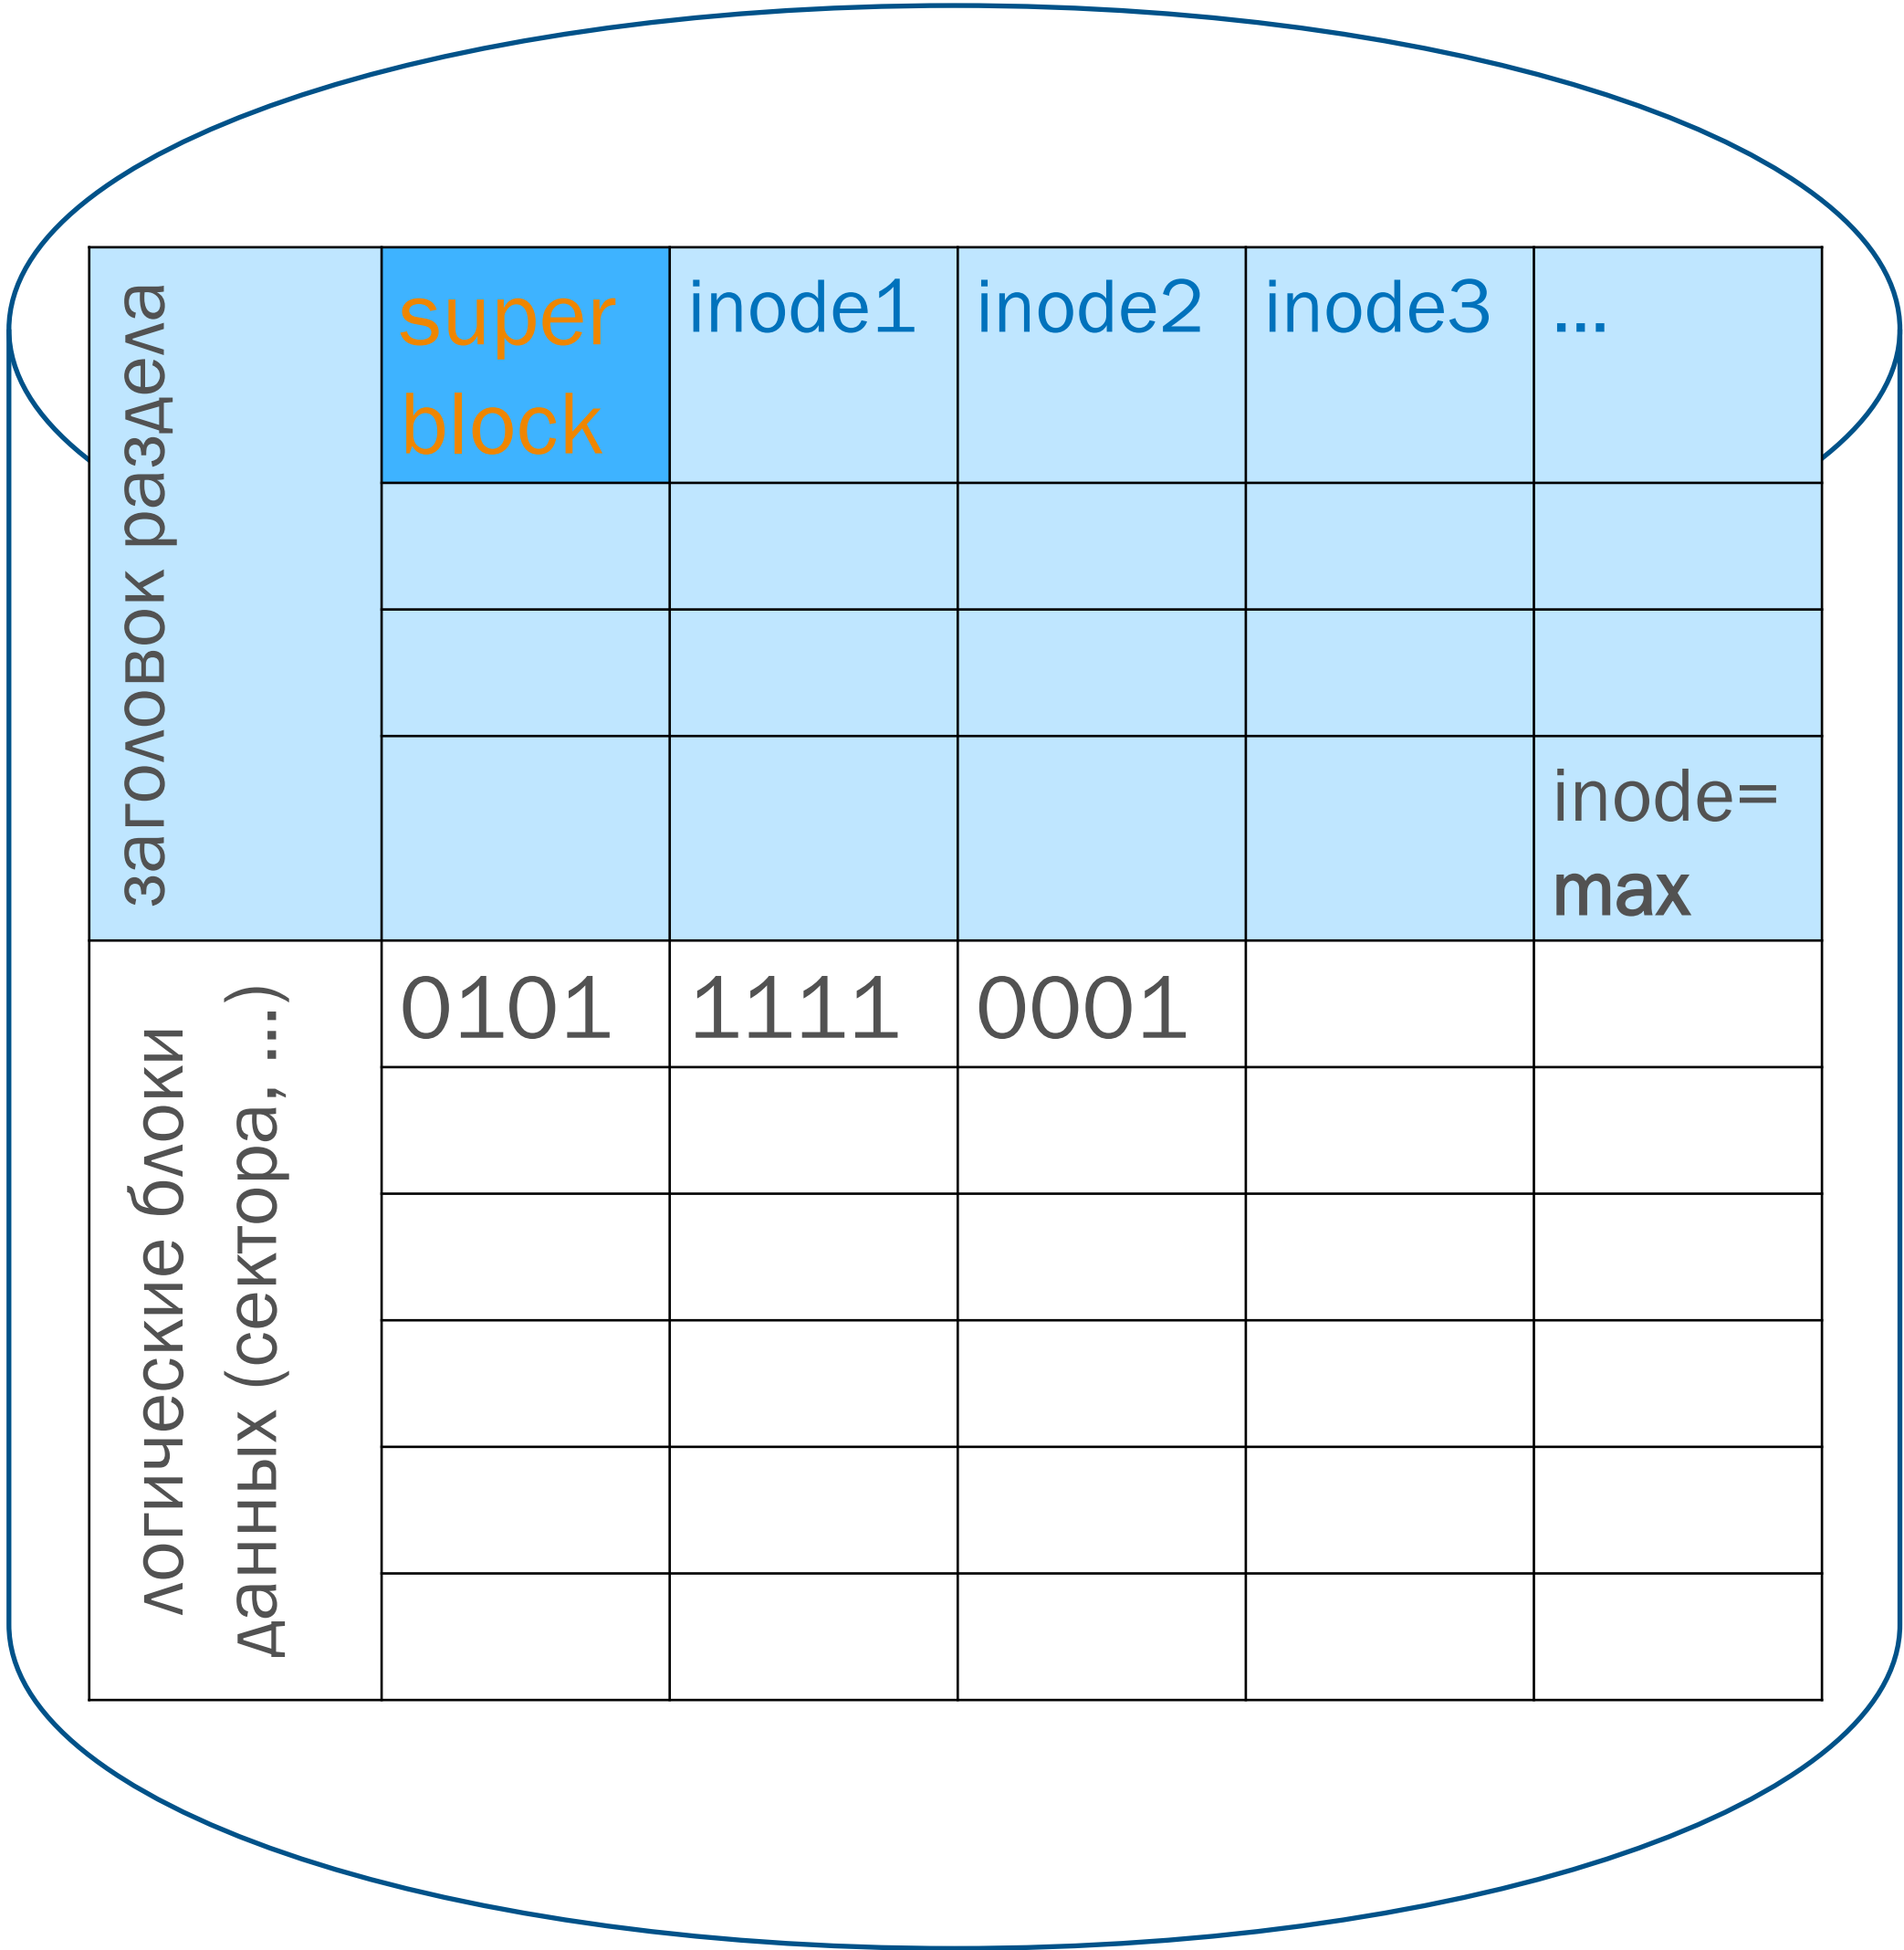 заголовок раздела
super
block
inode1
inode2
inode3
...
inode=
max
логические блоки
данных (сектора, ...)
0101
1111
0001